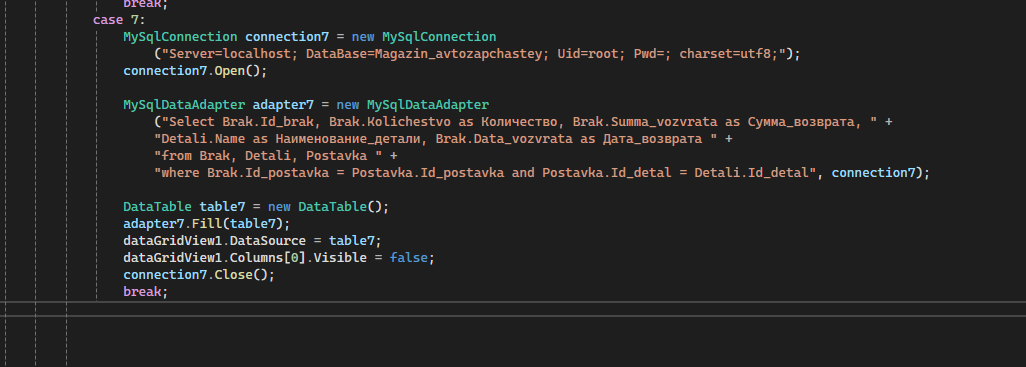 break;
case 7:
MySqlConnection connection7 = new MySqlConnection
("Server=localhost; DataBase=Magazin_avtozapchastey; Uid=root; Pwd=; charset=utf8;");
connection7.Open();
MySqlDataAdapter adapter7 = new MySqlDataAdapter
("Select Brak.Id_brak, Brak.Kolichestvo as Количество, Brak.Summa_vozvrata as Сумма_возврата, " +
"Detali.Name as Наименование_детали, Brak.Data_vozvrata as Дата_возврата " +
"from Brak, Detali, Postavka " +
"where Brak.Id_postavka = Postavka.Id_postavka and Postavka.Id_detal = Detali.Id_detal", connection7);
DataTable table7 = new DataTable();
adapter7.Fill(table7);
dataGridView1.DataSource = table7;
dataGridView1.Columns[0].Visible = false;
connection7.Close();
break;